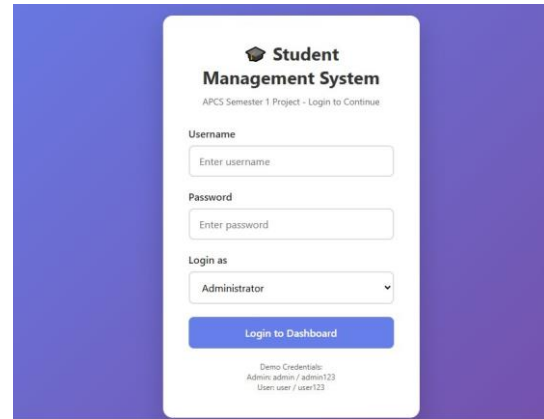 🎓 Student
Management System
APCS Semester 1 Project - Login to Continue
Username
Enter username
Password
Enter password
Login as
Administrator
Login to Dashboard
Demo Credentials:
Admin: admin / admin123
User: user / user123